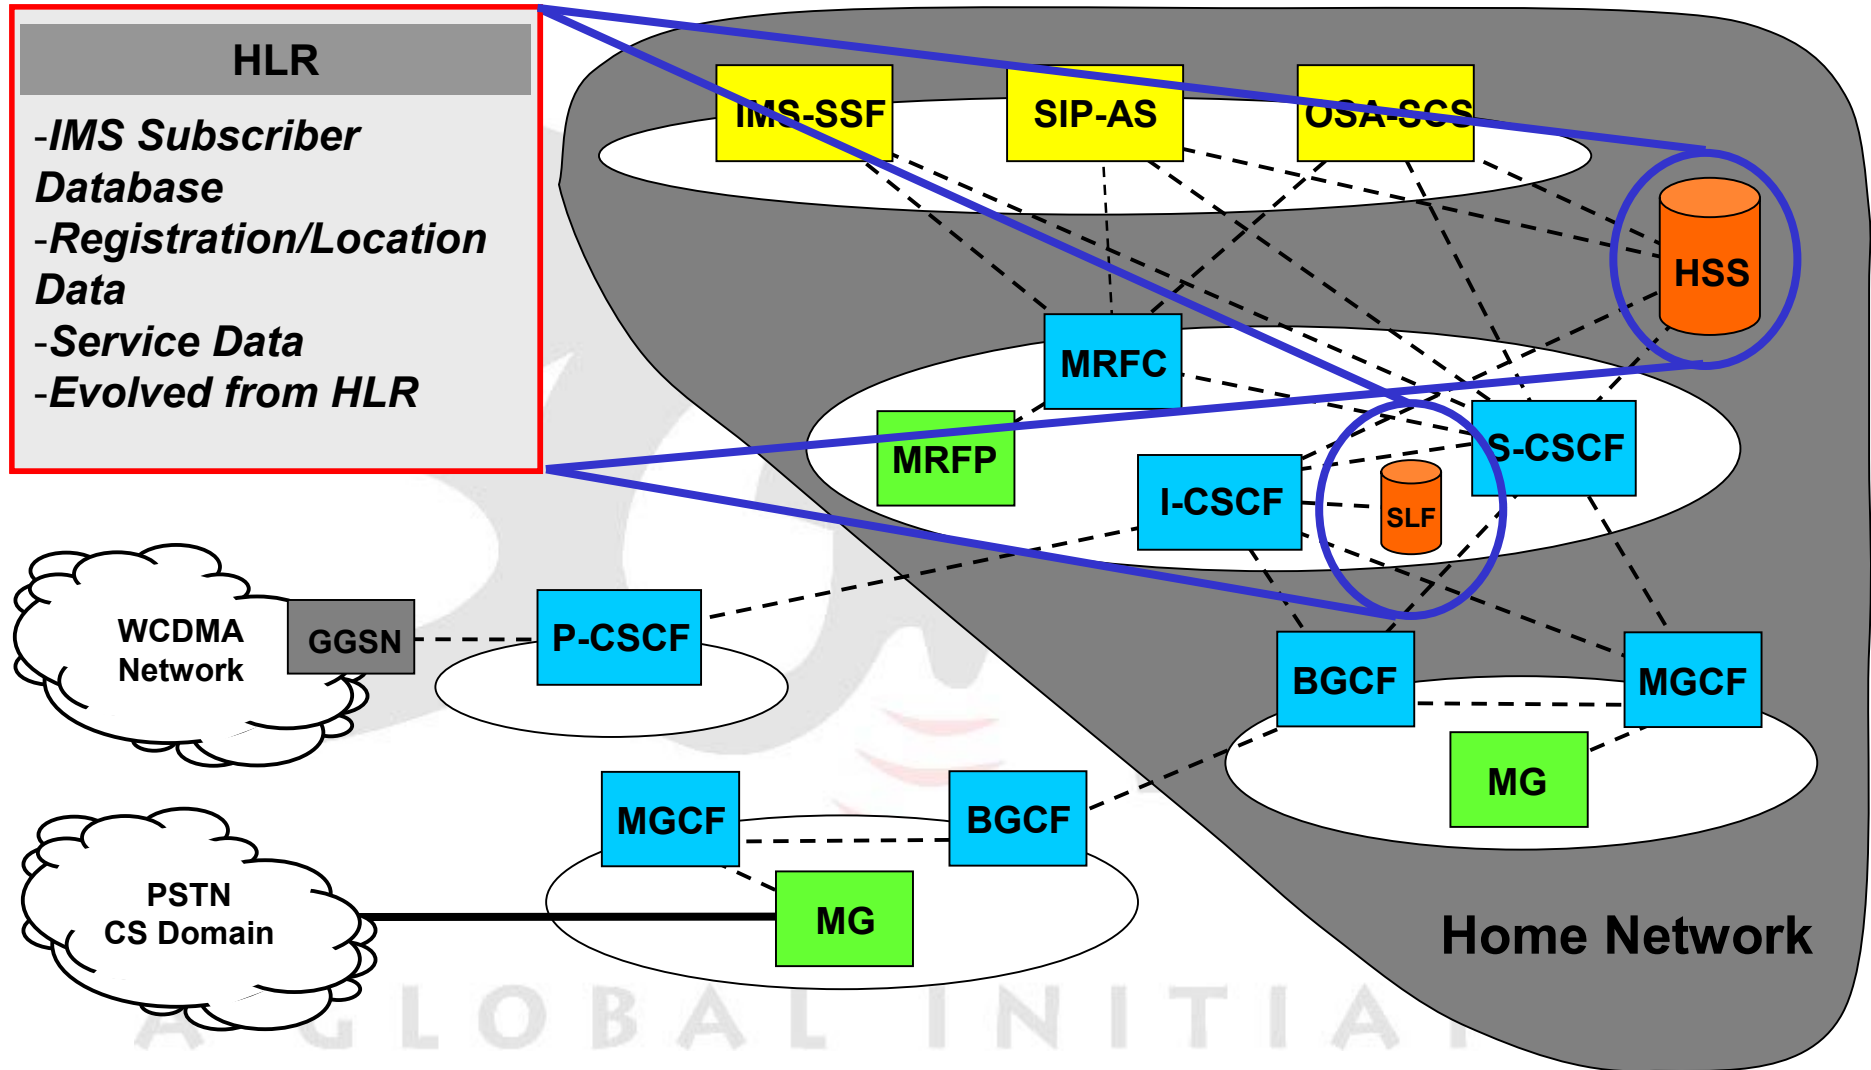 HLR
-IMS Subscriber
Database
-Registration/Location
Data
-Service Data
-Evolved from HLR
IMS-SSF
SIP-AS
OSA-SCS
HSS
MRFC
MRFP
S-CSCF
I-CSCF
SLF
WCDMA
Network
GGSN
P-CSCF
BGCF
MGCF
MG
MGCF
BGCF
MG
PSTN
CS Domain
Home Network
A GLOBAL INITIA